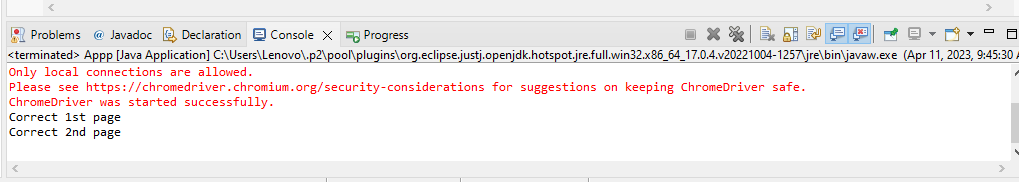 Problems @ Javadoc Declaration Console Progress
<terminated> Appp [Java Application] C:\Users\Lenovo\.p2\pool\plugins\org.eclipse.justj.openjdk.hotspot.jre.full.win32.x86_64_17.0.4.v20221004-1257\jre\bin\javaw.exe (Apr 11, 2023, 9:45:30 A
Only local connections are allowed.
Please see https://chromedriver.chromium.org/security-considerations for suggestions on keeping ChromeDriver safe.
ChromeDriver was started successfully.
Correct 1st page
Correct 2nd page